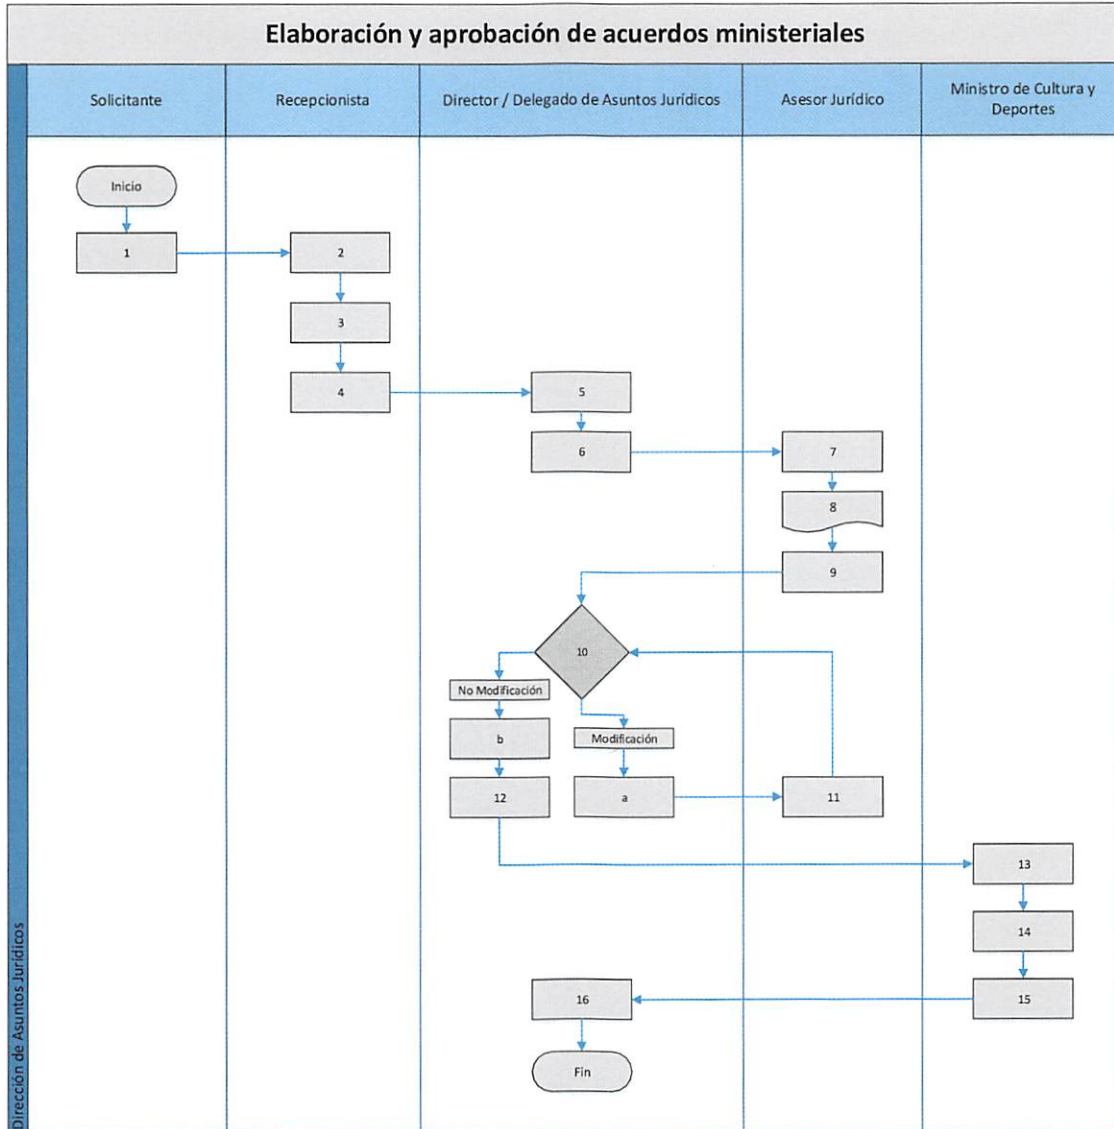 Elaboración y aprobación de acuerdos ministeriales
Solicitante
Recepcionista
Director / Delegado de Asuntos Jurídicos
Asesor Jurídico
Ministro de Cultura y
Deportes
Inicio
1
2
3
4
5
6
7
8
9
10
No Modificación
Modificación
b
12
a
11
13
14
15
16
Fin
Dirección de Asuntos Jurídicos